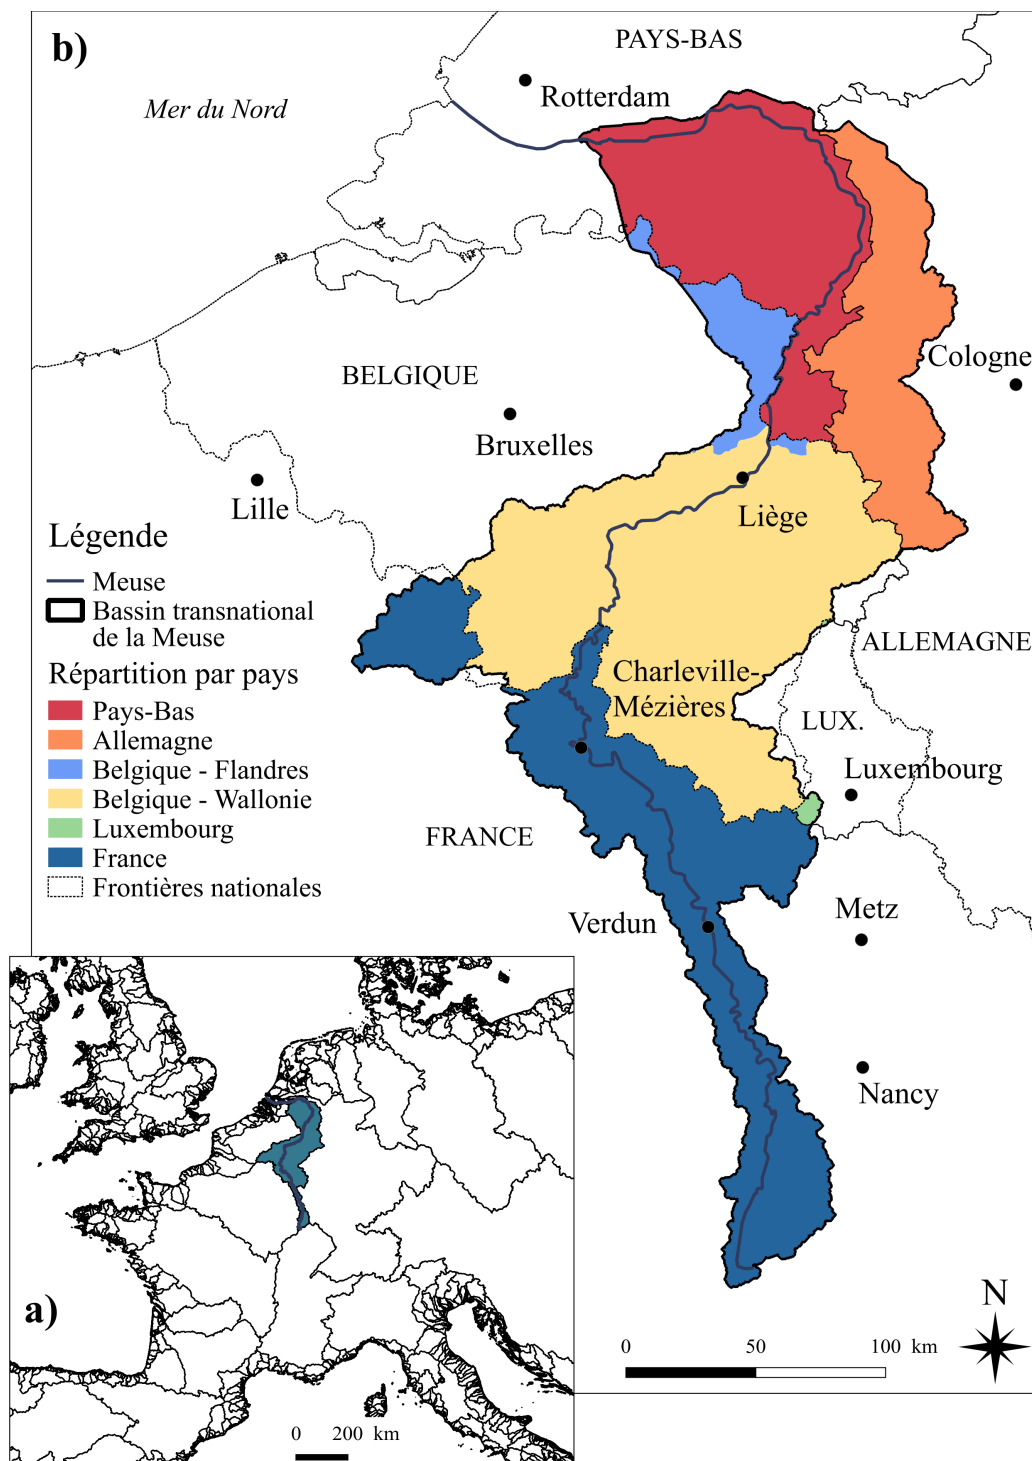 b)
PAYS-BAS
Mer du Nord
Rotterdam
Cologne
BELGIQUE
Bruxelles
Lille
Liège
Légende
Meuse
Bassin transnational
de la Meuse
Répartition par pays
Pays-Bas
Allemagne
Belgique - Flandres
Belgique - Wallonie
Luxembourg
France
Frontières nationales
ALLEMAGNE
Charleville-
Mézières
LUX.
Luxembourg
FRANCE
Verdun
Metz
Nancy
N
0 50 100 km
a)
0 200 km